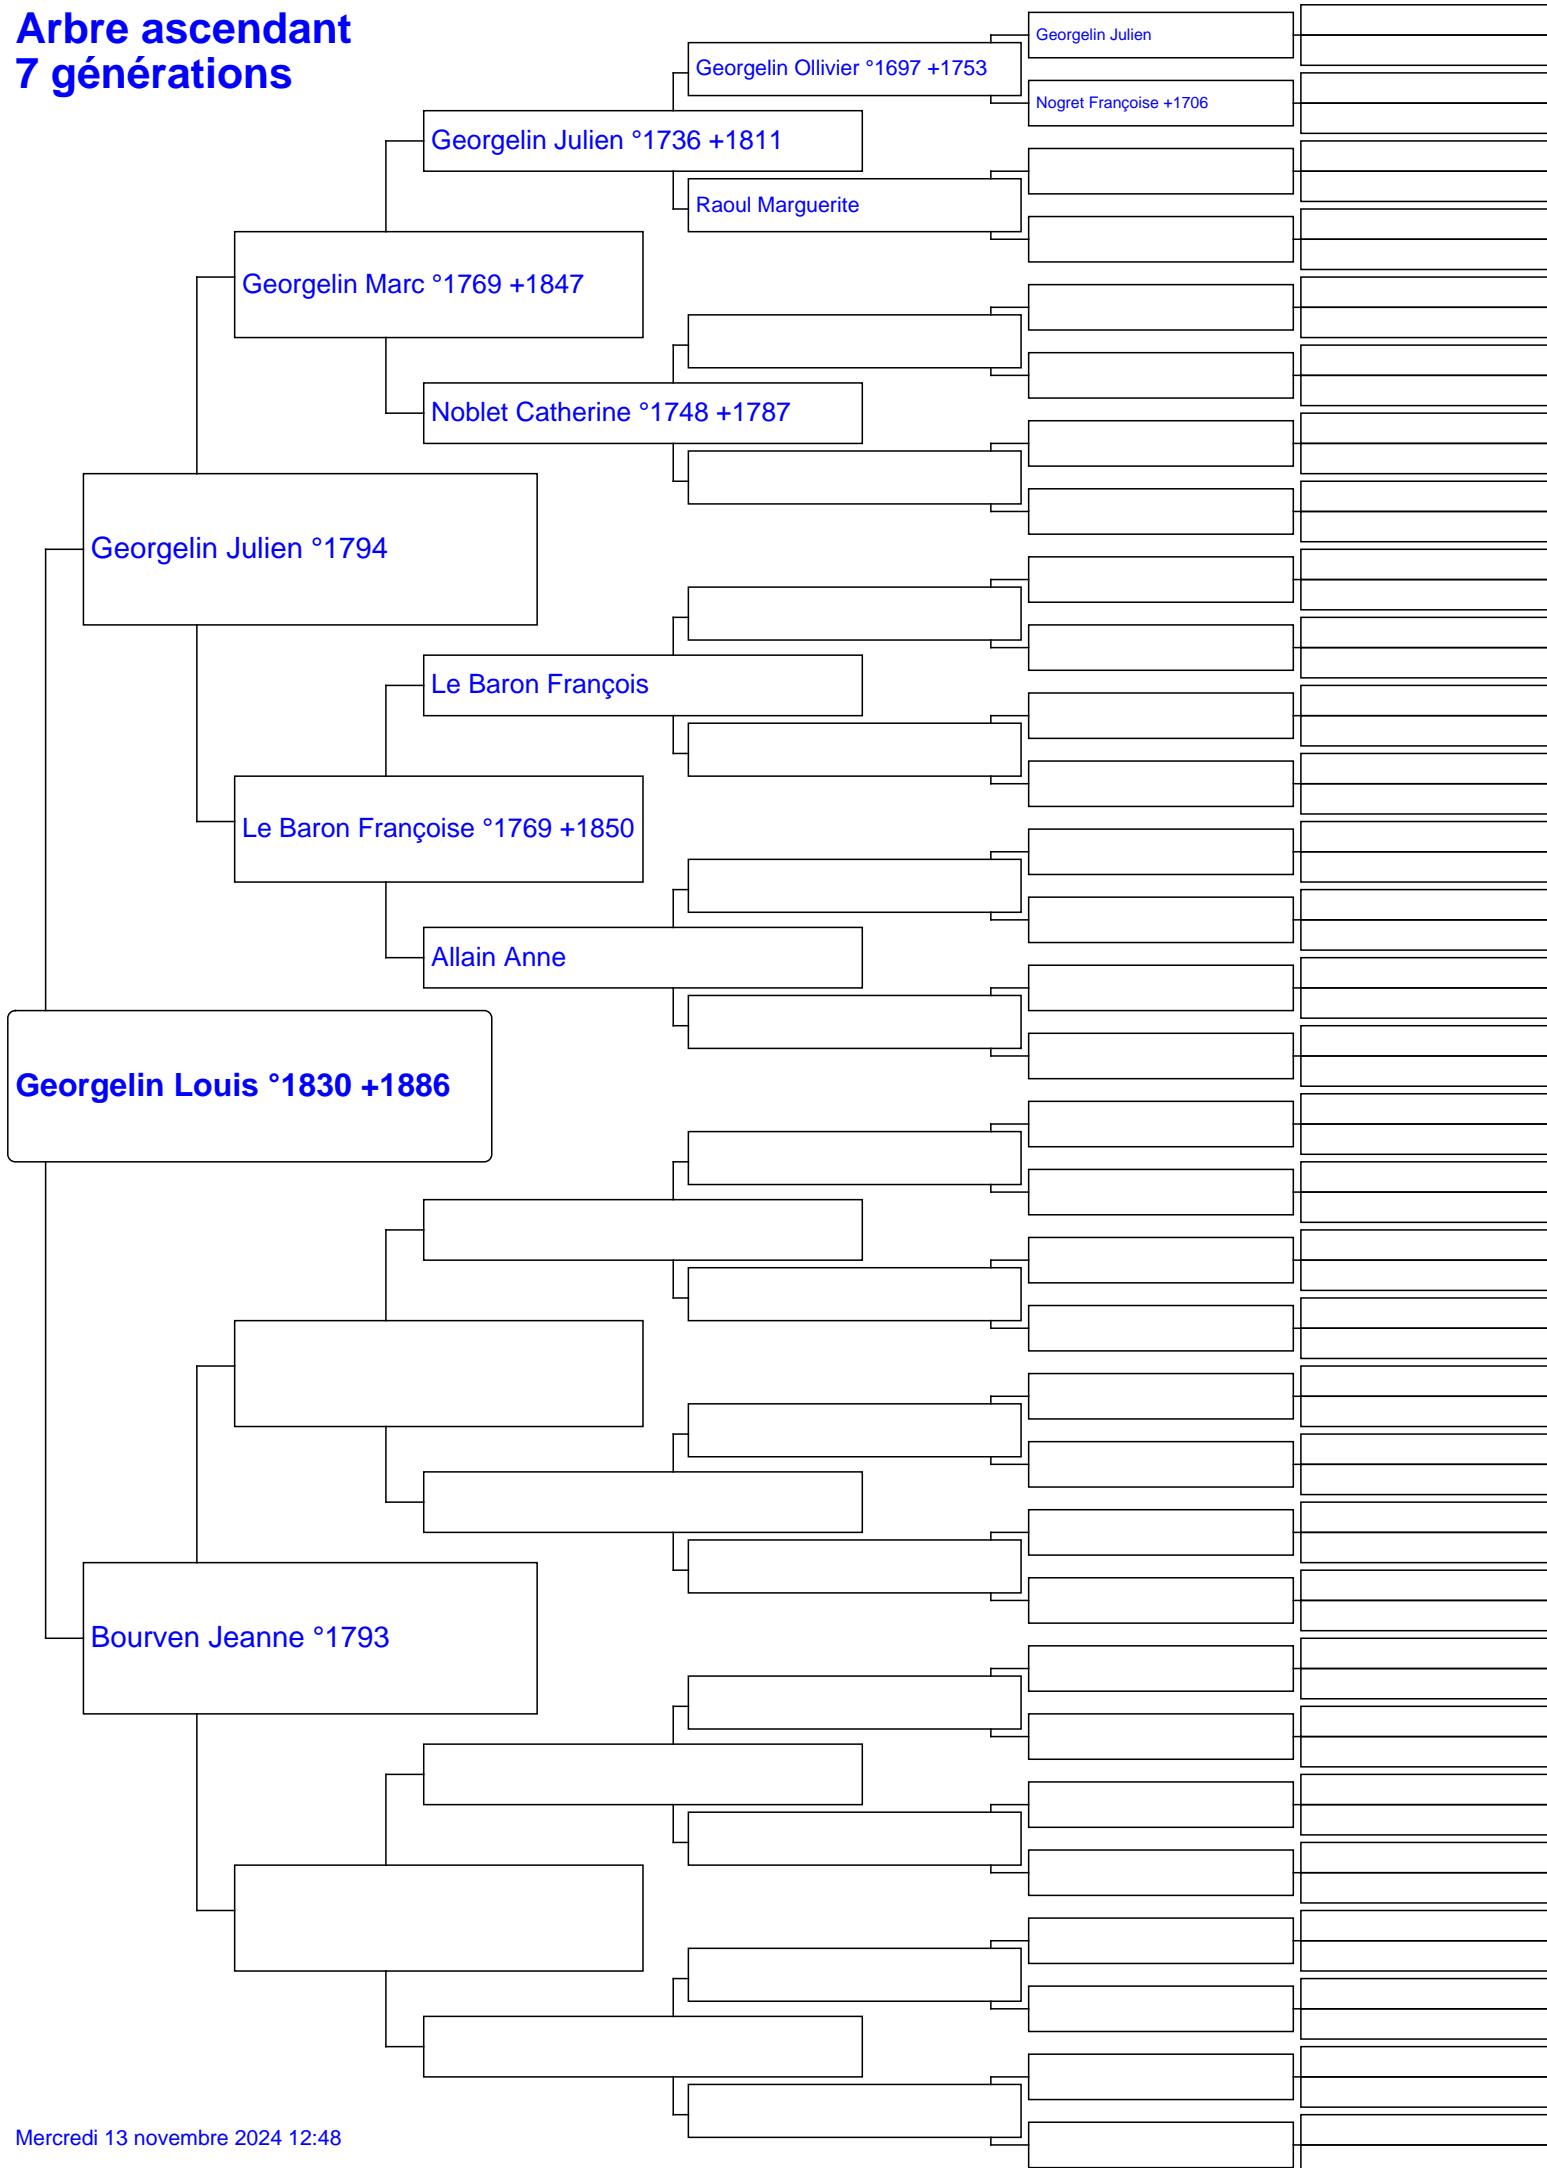 Arbre ascendant
7 générations
Georgelin Julien
Georgelin Ollivier °1697 +1753
Nogret Françoise +1706
Georgelin Julien °1736 +1811
Raoul Marguerite
Georgelin Marc °1769 +1847
Noblet Catherine °1748 +1787
Georgelin Julien °1794
Le Baron François
Le Baron Françoise °1769 +1850
Allain Anne
Georgelin Louis °1830 +1886
Bourven Jeanne °1793
Mercredi 13 novembre 2024 12:48